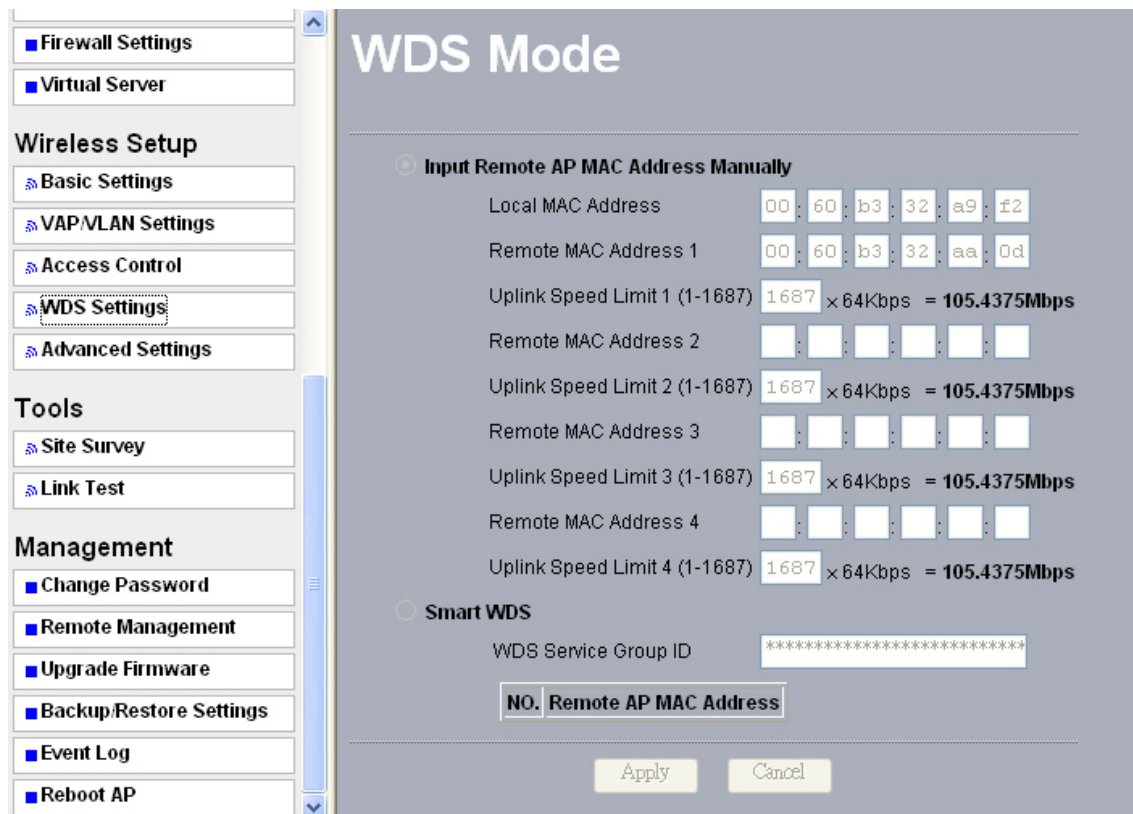 Firewall Settings
Virtual Server
Wireless Setup
Basic Settings
VAP/VLAN Settings
Access Control
WDS Settings
Advanced Settings
Tools
Site Survey
Link Test
Management
Change Password
Remote Management
Upgrade Firmware
Backup/Restore Settings
Event Log
Reboot AP
WDS Mode
Input Remote AP MAC Address Manually
Local MAC Address 00 : 60 : b3 : 32 : a9 : f2
Remote MAC Address 1 00 : 60 : b3 : 32 : aa : 0d
Uplink Speed Limit 1 (1-1687) 1687 x 64Kbps = 105.4375Mbps
Remote MAC Address 2 : : : : :
Uplink Speed Limit 2 (1-1687) 1687 x 64Kbps = 105.4375Mbps
Remote MAC Address 3 : : : : :
Uplink Speed Limit 3 (1-1687) 1687 x 64Kbps = 105.4375Mbps
Remote MAC Address 4 : : : : :
Uplink Speed Limit 4 (1-1687) 1687 x 64Kbps = 105.4375Mbps
Smart WDS
WDS Service Group ID ***************************
NO. Remote AP MAC Address
Apply Cancel